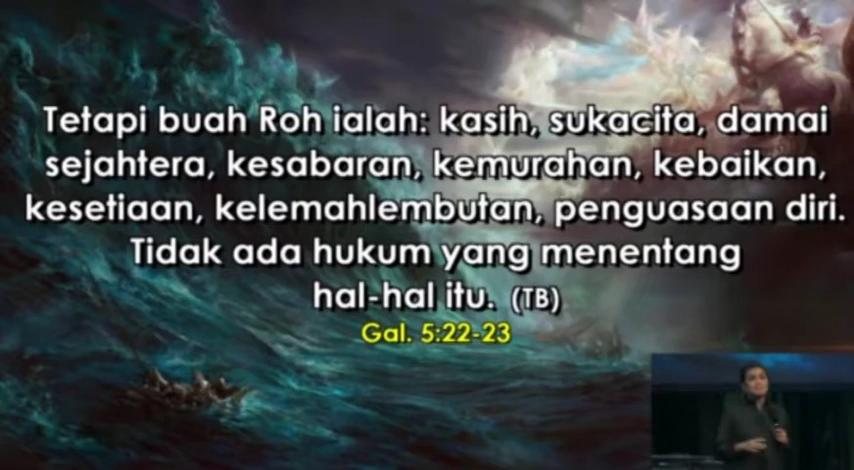 Tetapi buah Roh ialah: kasih, sukacita, damai
sejahtera, kesabaran, kemurahan, kebaikan,
kesetiaan, kelemahlembutan, penguasaan diri.
Tidak ada hukum yang menentang
hal-hal itu. (TB)
Gal. 5:22-23